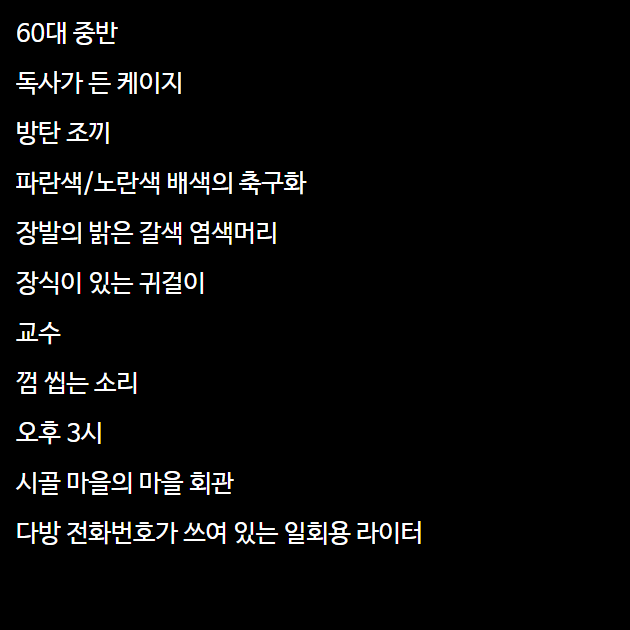 60대 중반
독사가 든 케이지
방탄 조끼
파란색/노란색 배색의 축구화
장발의 밝은 갈색 염색머리
장식이 있는 귀걸이
교수
껌 씹는 소리
오후 3시
시골 마을의 마을 회관
다방 전화번호가 쓰여 있는 일회용 라이터